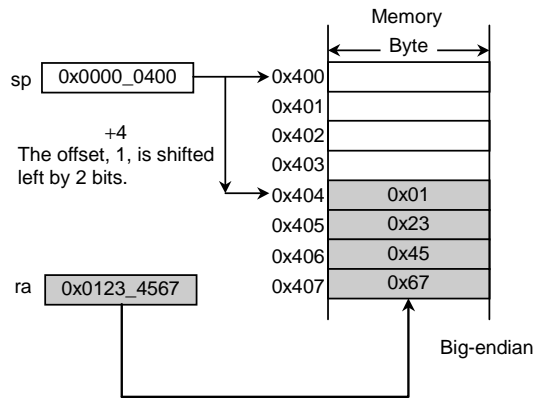 Memory
Byte
sp 0x0000_0400 0x400
0x401
+4
0x402
The offset, 1, is shifted
0x403
left by 2 bits.
0x404 0x01
0x405 0x23
0x406 0x45
ra 0x0123_4567 0x407 0x67
Big-endian